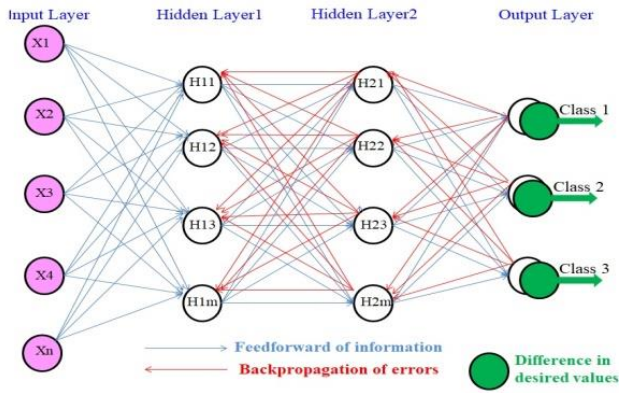 Input Layer
Hidden Layer1
Hidden Layer2
Output Layer
X1
X2
X3
X4
Xn
H11
H12
H13
H1m
H21
H22
H23
H2m
Class 1
Class 2
Class 3
Feedforward of information
Backpropagation of errors
Difference in
desired values